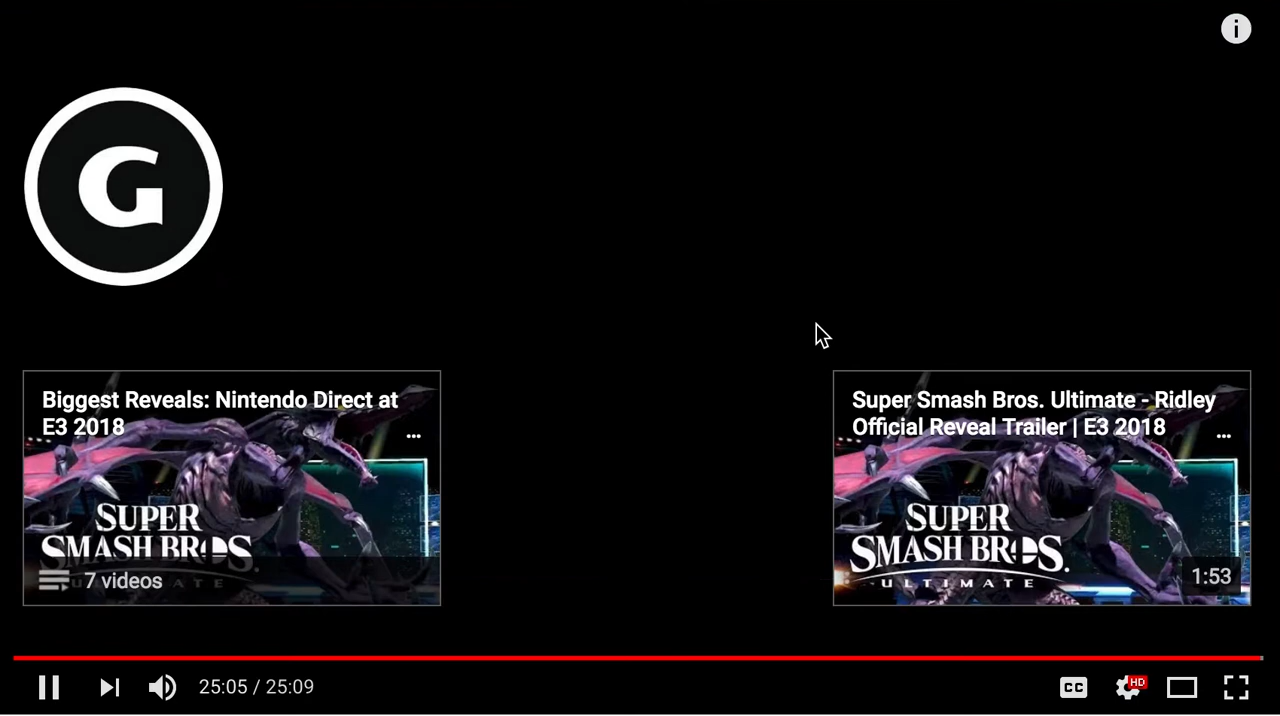 i
G
Biggest Reveals: Nintendo Direct at
E3 2018
SUPER
SMASH BROS.
ULTIMATE
7 videos
Super Smash Bros. Ultimate - Ridley
Official Reveal Trailer | E3 2018
SUPER
SMASH BROS.
ULTIMATE
1:53
25:05 / 25:09
CC
HD